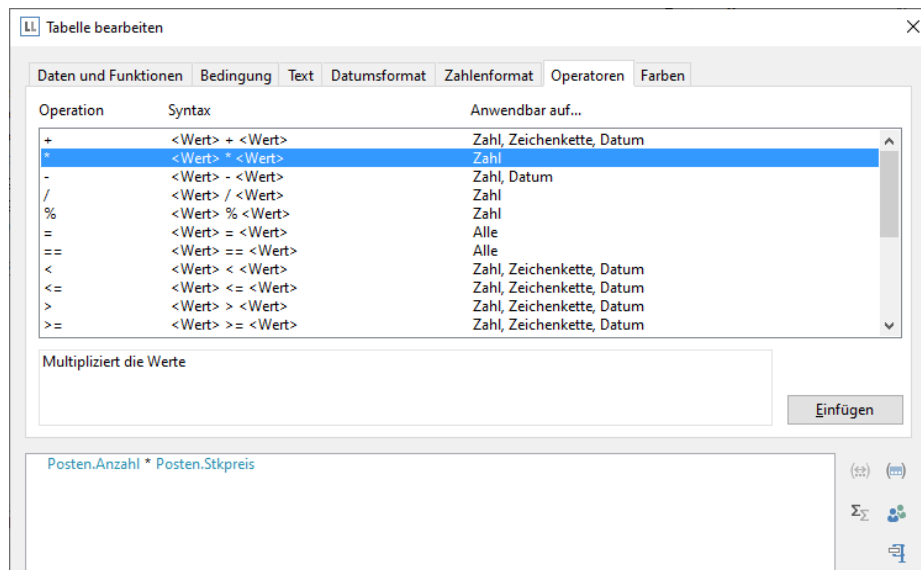 LL Tabelle bearbeiten
Daten und Funktionen Bedingung Text Datumsformat Zahlenformat Operatoren Farben
Operation Syntax Anwendbar auf...
+ <Wert> + <Wert> Zahl, Zeichenkette, Datum
* <Wert> * <Wert> Zahl
- <Wert> - <Wert> Zahl, Datum
/ <Wert> / <Wert> Zahl
% <Wert> % <Wert> Zahl
= <Wert> = <Wert> Alle
== <Wert> == <Wert> Alle
< <Wert> < <Wert> Zahl, Zeichenkette, Datum
<= <Wert> <= <Wert> Zahl, Zeichenkette, Datum
> <Wert> > <Wert> Zahl, Zeichenkette, Datum
>= <Wert> >= <Wert> Zahl, Zeichenkette, Datum
Multipliziert die Werte
Einfügen
Posten.Anzahl * Posten.Stkpreis